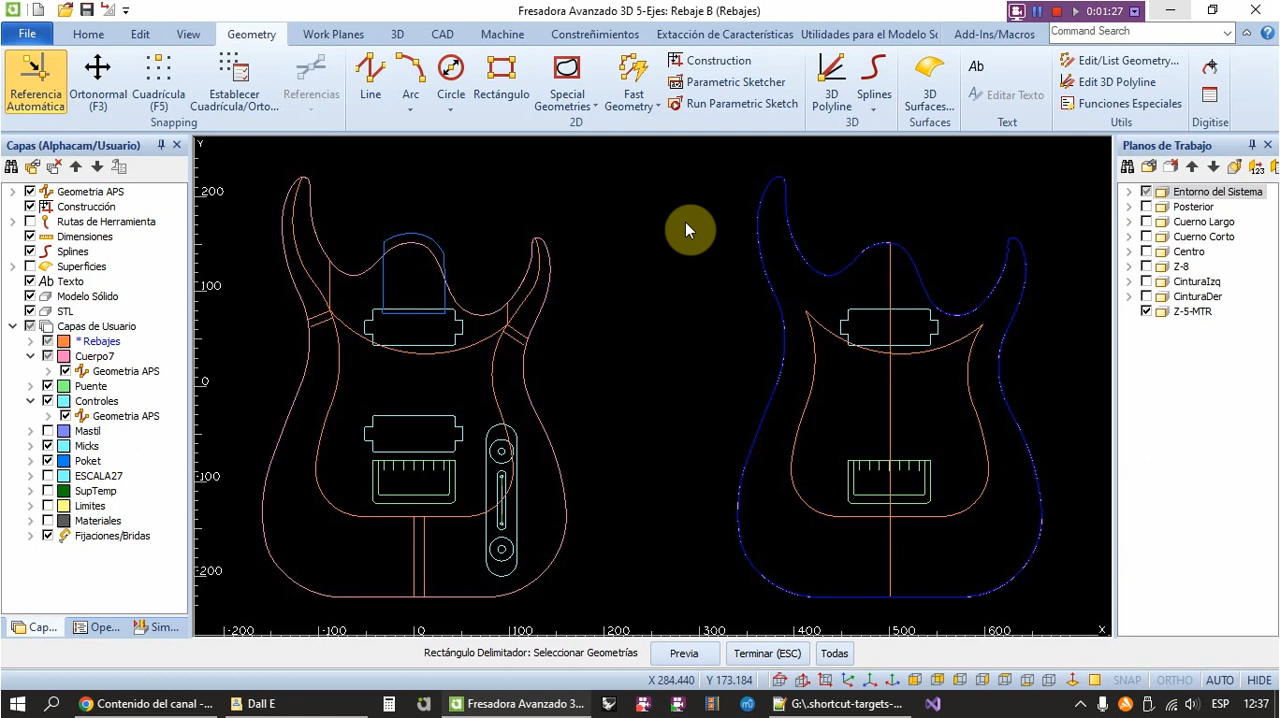 Fresadora Avanzado 3D 5-Ejes: Rebaje B (Rebajes)
00:01:27
File
Home
Edit
View
Geometry
Work Planes
3D
CAD
Machine
Constreñimientos
Extracción de Características
Utilidades para el Modelo Sc
Add-Ins/Macros
Command Search
Referencia Automática
Ortonormal (F3)
Cuadrícula (F5)
Establecer Cuadrícula/Orto...
Referencias
Snapping
Line
Arc
Circle
Rectángulo
Special Geometries
Fast Geometry
Construction
Parametric Sketcher
Run Parametric Sketch
2D
3D Polyline
Splines
3D
3D Surfaces...
Surfaces
Ab
Editar Texto
Text
Edit/List Geometry...
Edit 3D Polyline
Funciones Especiales
Utils
Digitise
Capas (Alphacam/Usuario)
Geometria APS
Construcción
Rutas de Herramienta
Dimensiones
Splines
Superficies
Ab Texto
Modelo Sólido
STL
Capas de Usuario
* Rebajes
Cuerpo7
Geometria APS
Puente
Controles
Geometria APS
Mastil
Micks
Poket
ESCALA27
SupTemp
Limites
Materiales
Fijaciones/Bridas
Cap...
Ope...
Sim...
Y
200
100
0
-100
-200
-200
-100
0
100
200
300
400
500
600
X
Planos de Trabajo
123
Entorno del Sistema
Posterior
Cuerno Largo
Cuerno Corto
Centro
Z-8
CinturaIzq
CinturaDer
Z-5-MTR
Rectángulo Delimitador: Seleccionar Geometrías
Previa
Terminar (ESC)
Todas
X 284.440
Y 173.184
SNAP
ORTHO
AUTO
HIDE
Contenido del canal -...
Dall E
Fresadora Avanzado 3...
G:\.shortcut-targets-...
ESP
12:37